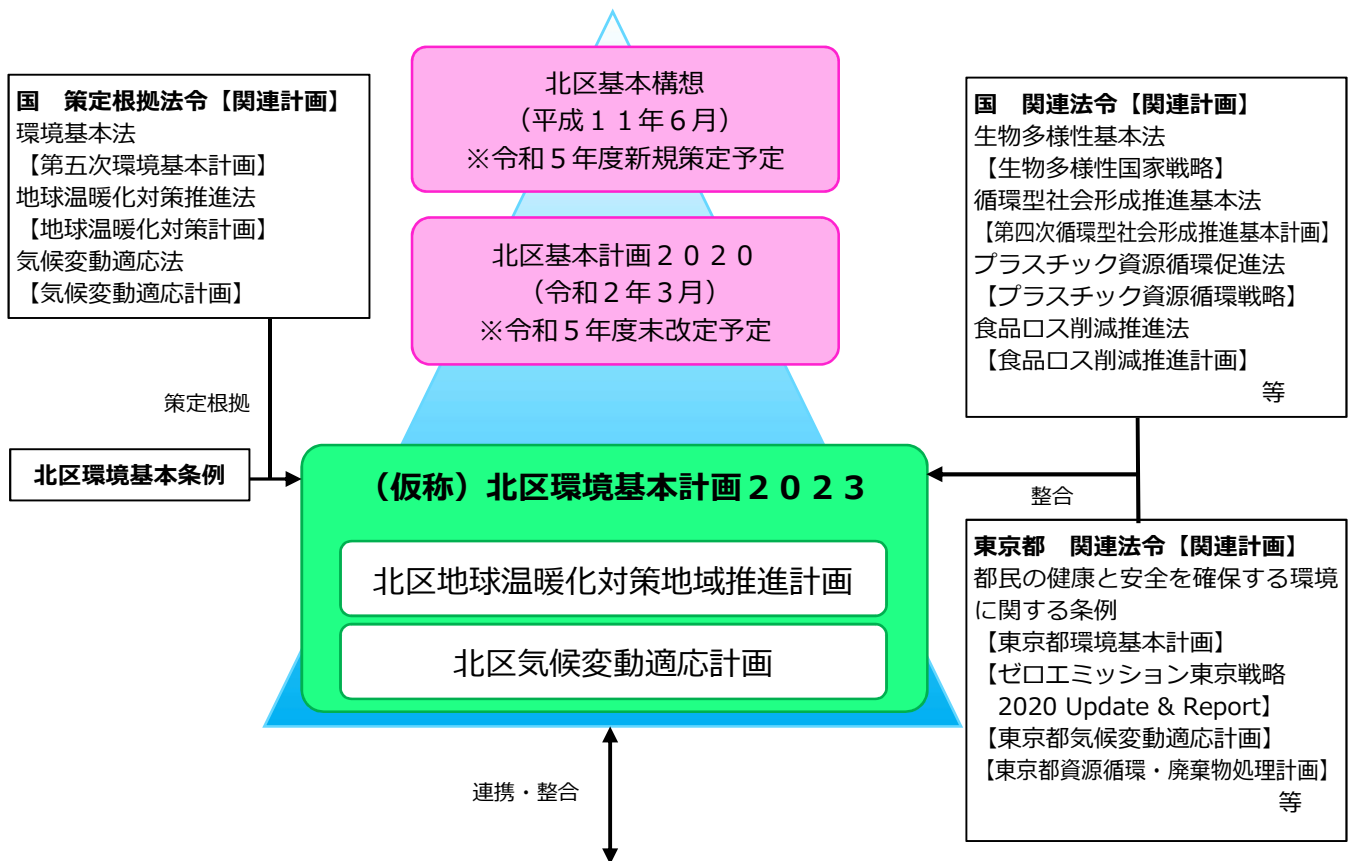 北区基本構想
（平成１１年６月）
※令和５年度新規策定予定
北区基本計画２０２０
（令和２年３月）
※令和５年度末改定予定
国　策定根拠法令【関連計画】
環境基本法
【第五次環境基本計画】
地球温暖化対策推進法
【地球温暖化対策計画】
気候変動適応法
【気候変動適応計画】
策定根拠
北区環境基本条例
（仮称）北区環境基本計画２０２３
北区地球温暖化対策地域推進計画
北区気候変動適応計画
連携・整合
国　関連法令【関連計画】
生物多様性基本法
【生物多様性国家戦略】
循環型社会形成推進基本法
【第四次循環型社会形成推進基本計画】
プラスチック資源循環促進法
【プラスチック資源循環戦略】
食品ロス削減推進法
【食品ロス削減推進計画】
等
整合
東京都　関連法令【関連計画】
都民の健康と安全を確保する環境
に関する条例
【東京都環境基本計画】
【ゼロエミッション東京戦略
2020 Update & Report】
【東京都気候変動適応計画】
【東京都資源循環・廃棄物処理計画】
等